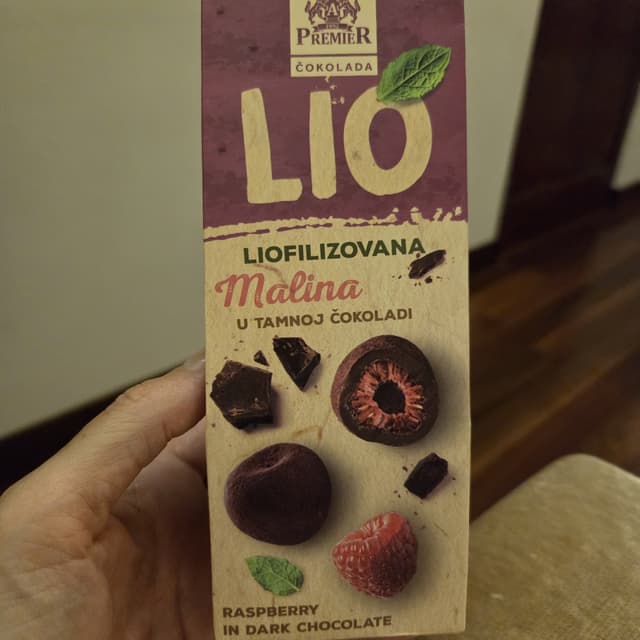 PREMIER
ČOKOLADA
LIO
LIOFILIZOVANA
Malina
U TAMNOJ ČOKOLADI
RASPBERRY
IN DARK CHOCOLATE